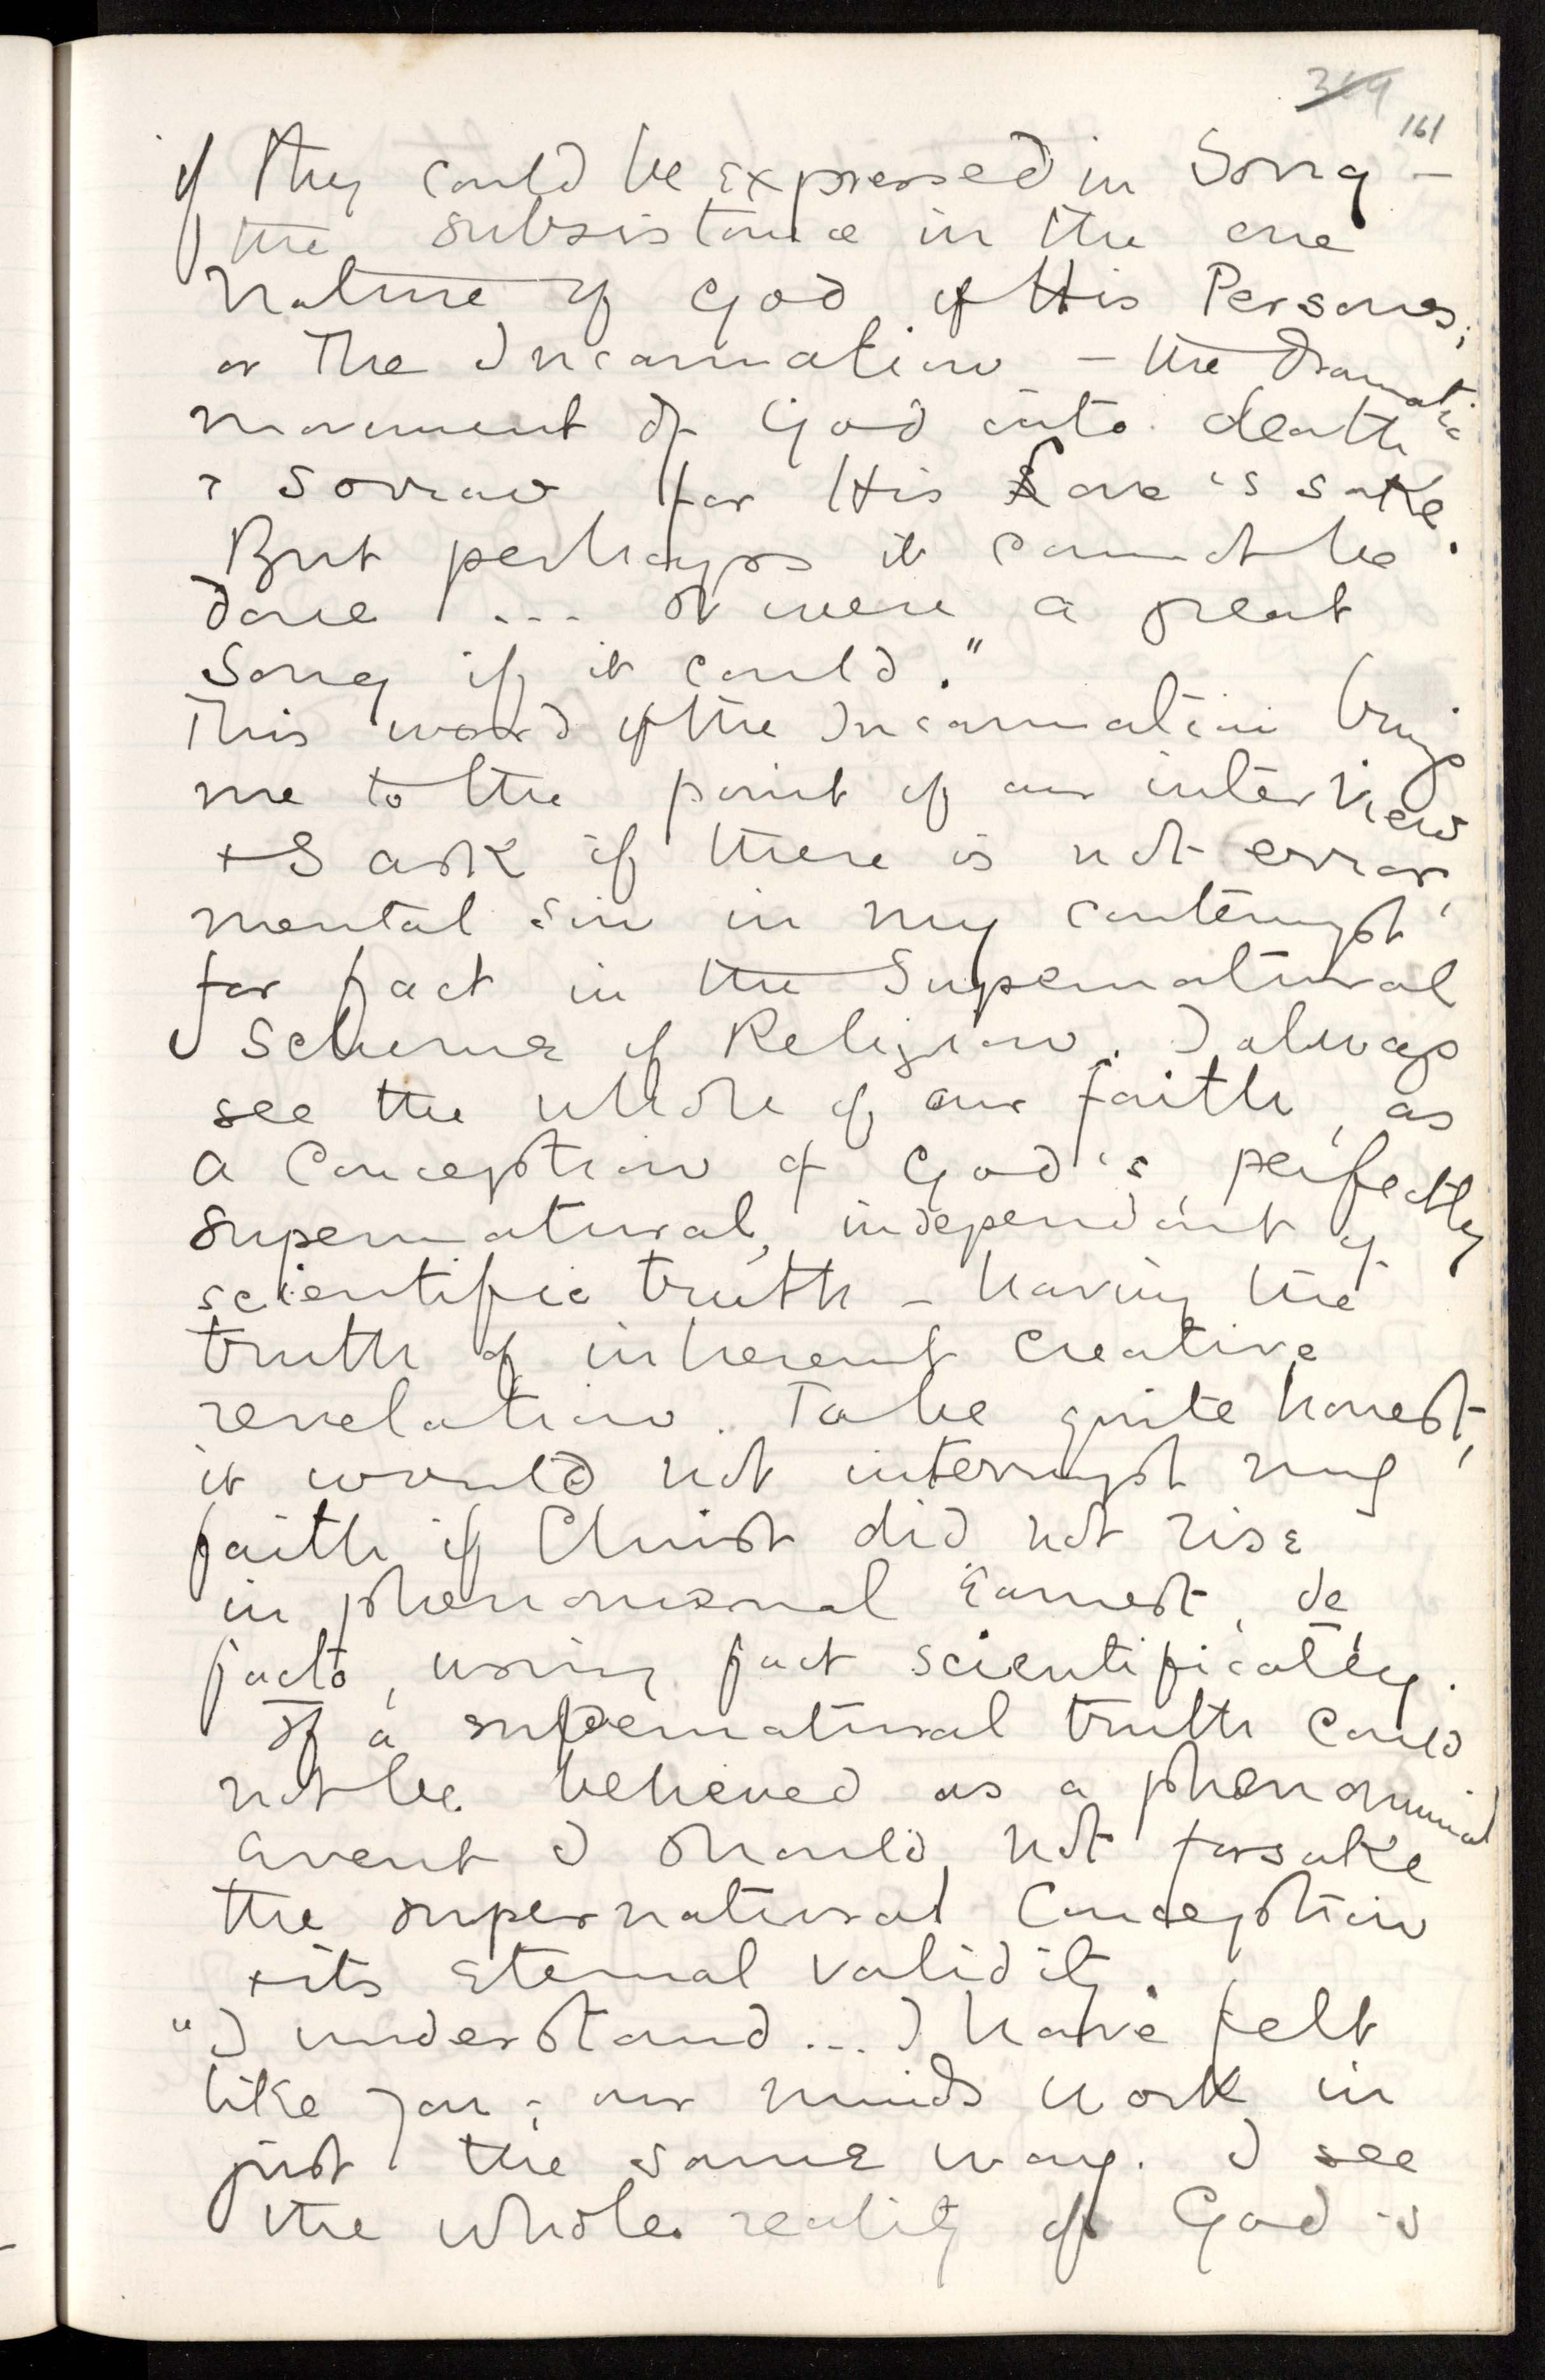 161
if they could be expressed in Song –
the subsistence in the one
Nature of God of His Persons;
or The Incarnation – the dramatic
movement of God into death
& sorrow for His Love's sake.
But perhaps it cannot be
done ... It were a great
Song if it could."
This word of the Incarnation brings
me to the point of our interview
+ I ask if there is not error,
mental sin in my contempt
for fact in the Supernatural
Scheme of Religion. I always
see the whole of our faith, as
a Conception of God's, perfectly
supernatural, independant of
scientific truth – having the
truth of inherent creative
revelation. To be quite honest,
it would not interrupt my
faith if Christ did not rise
in phenomenal earnest, de
facto, using fact scientifically.
If a supernatural truth could
not be believed as a phenomenal
event I should not forsake
the supernatural Conception
+ its Eternal validity.
"I understand ... I have felt
like you; our minds work in
just the same way. I see
the whole reality of God's